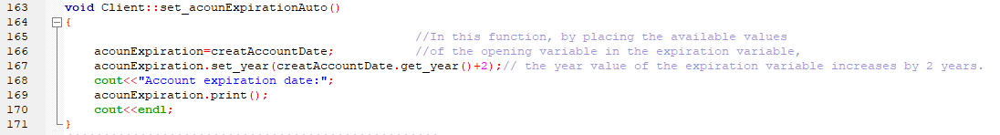 163 void Client::set_acounExpirationAuto()
164 {
165 //In this function, by placing the available values
166 acounExpiration=creatAccountDate; //of the opening variable in the expiration variable,
167 acounExpiration.set_year(creatAccountDate.get_year()+2);// the year value of the expiration variable increases by 2 years.
168 cout<<"Account expiration date:";
169 acounExpiration.print();
170 cout<<endl;
171 }